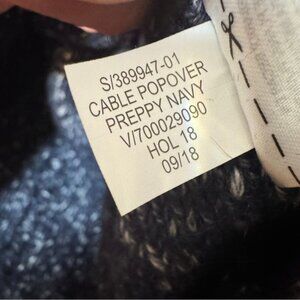 S/389947-01
CABLE POPOVER
PREPPY NAVY
V/700029090
HOL 18
09/18